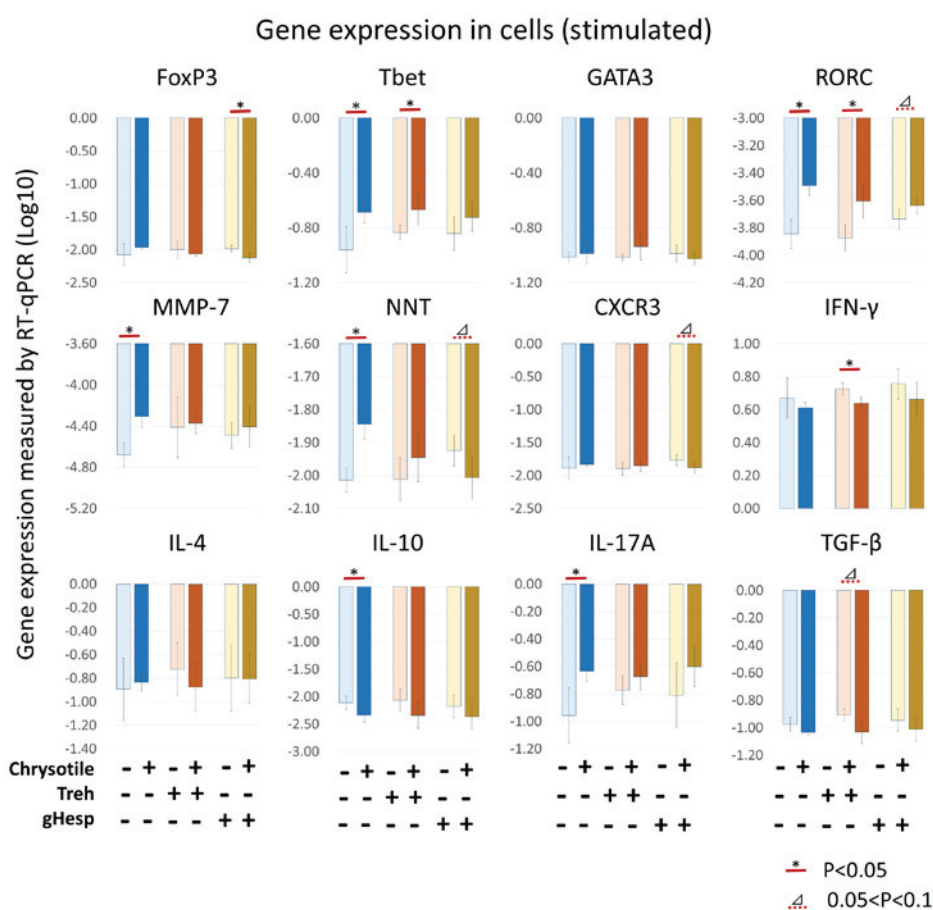 Gene expression in cells (stimulated)
Gene expression measured by RT-qPCR (Log10)
FoxP3 Tbet GATA3 RORC
* * * * * ⊿
0.00 0.00 0.00 -3.00
-0.50 -0.40 -0.40 -3.20
-1.00 -0.80 -0.80 -3.40
-1.50 -1.20 -1.20 -3.60
-2.00 -3.80
-2.50 -4.00
-4.20
MMP-7 NNT CXCR3 IFN-γ
* * ⊿ ⊿ *
-3.60 -1.60 0.00 1.00
-4.00 -1.70 -0.50 0.80
-4.40 -1.80 -1.00 0.60
-4.80 -1.90 -1.50 0.40
-5.20 -2.00 -2.00 0.20
-2.10 -2.50 0.00
IL-4 IL-10 IL-17A TGF-β
* * ⊿
0.00 0.00 0.00 0.00
-0.20 -0.50 -0.20 -0.20
-0.40 -1.00 -0.40 -0.40
-0.60 -1.50 -0.60 -0.60
-0.80 -2.00 -0.80 -0.80
-1.00 -2.50 -1.00 -1.00
-1.20 -3.00 -1.20 -1.20
-1.40
Chrysotile - + - + - + - + - + - + - + - + - + - + - + - +
Treh - - + + - - - - + + - - - - + + - - - - + + - -
gHesp - - - - + + - - - - + + - - - - + + - - - - + +
* P<0.05
⊿ 0.05<P<0.1